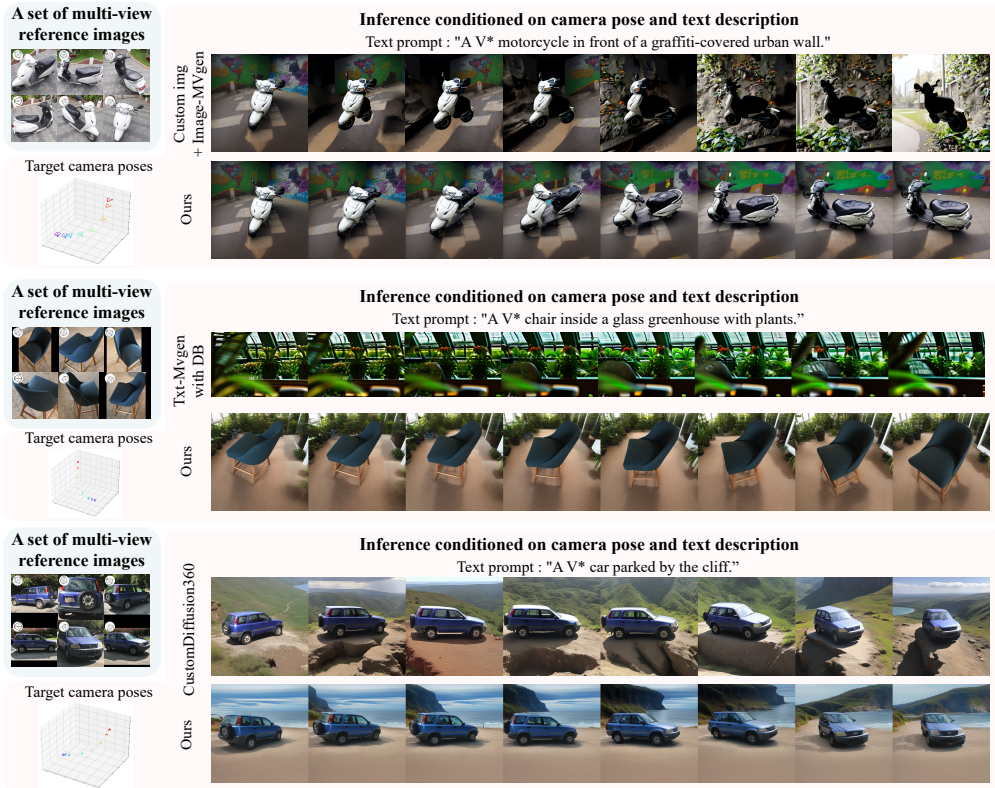 A set of multi-view
reference images
Target camera poses
Inference conditioned on camera pose and text description
Text prompt : "A V* motorcycle in front of a graffiti-covered urban wall."
Custom img
+ Image-MVgen
Ours
A set of multi-view
reference images
Target camera poses
Inference conditioned on camera pose and text description
Text prompt : "A V* chair inside a glass greenhouse with plants.”
Txt-Mvgen
with DB
Ours
A set of multi-view
reference images
Target camera poses
Inference conditioned on camera pose and text description
Text prompt : "A V* car parked by the cliff.”
CustomDiffusion360
Ours